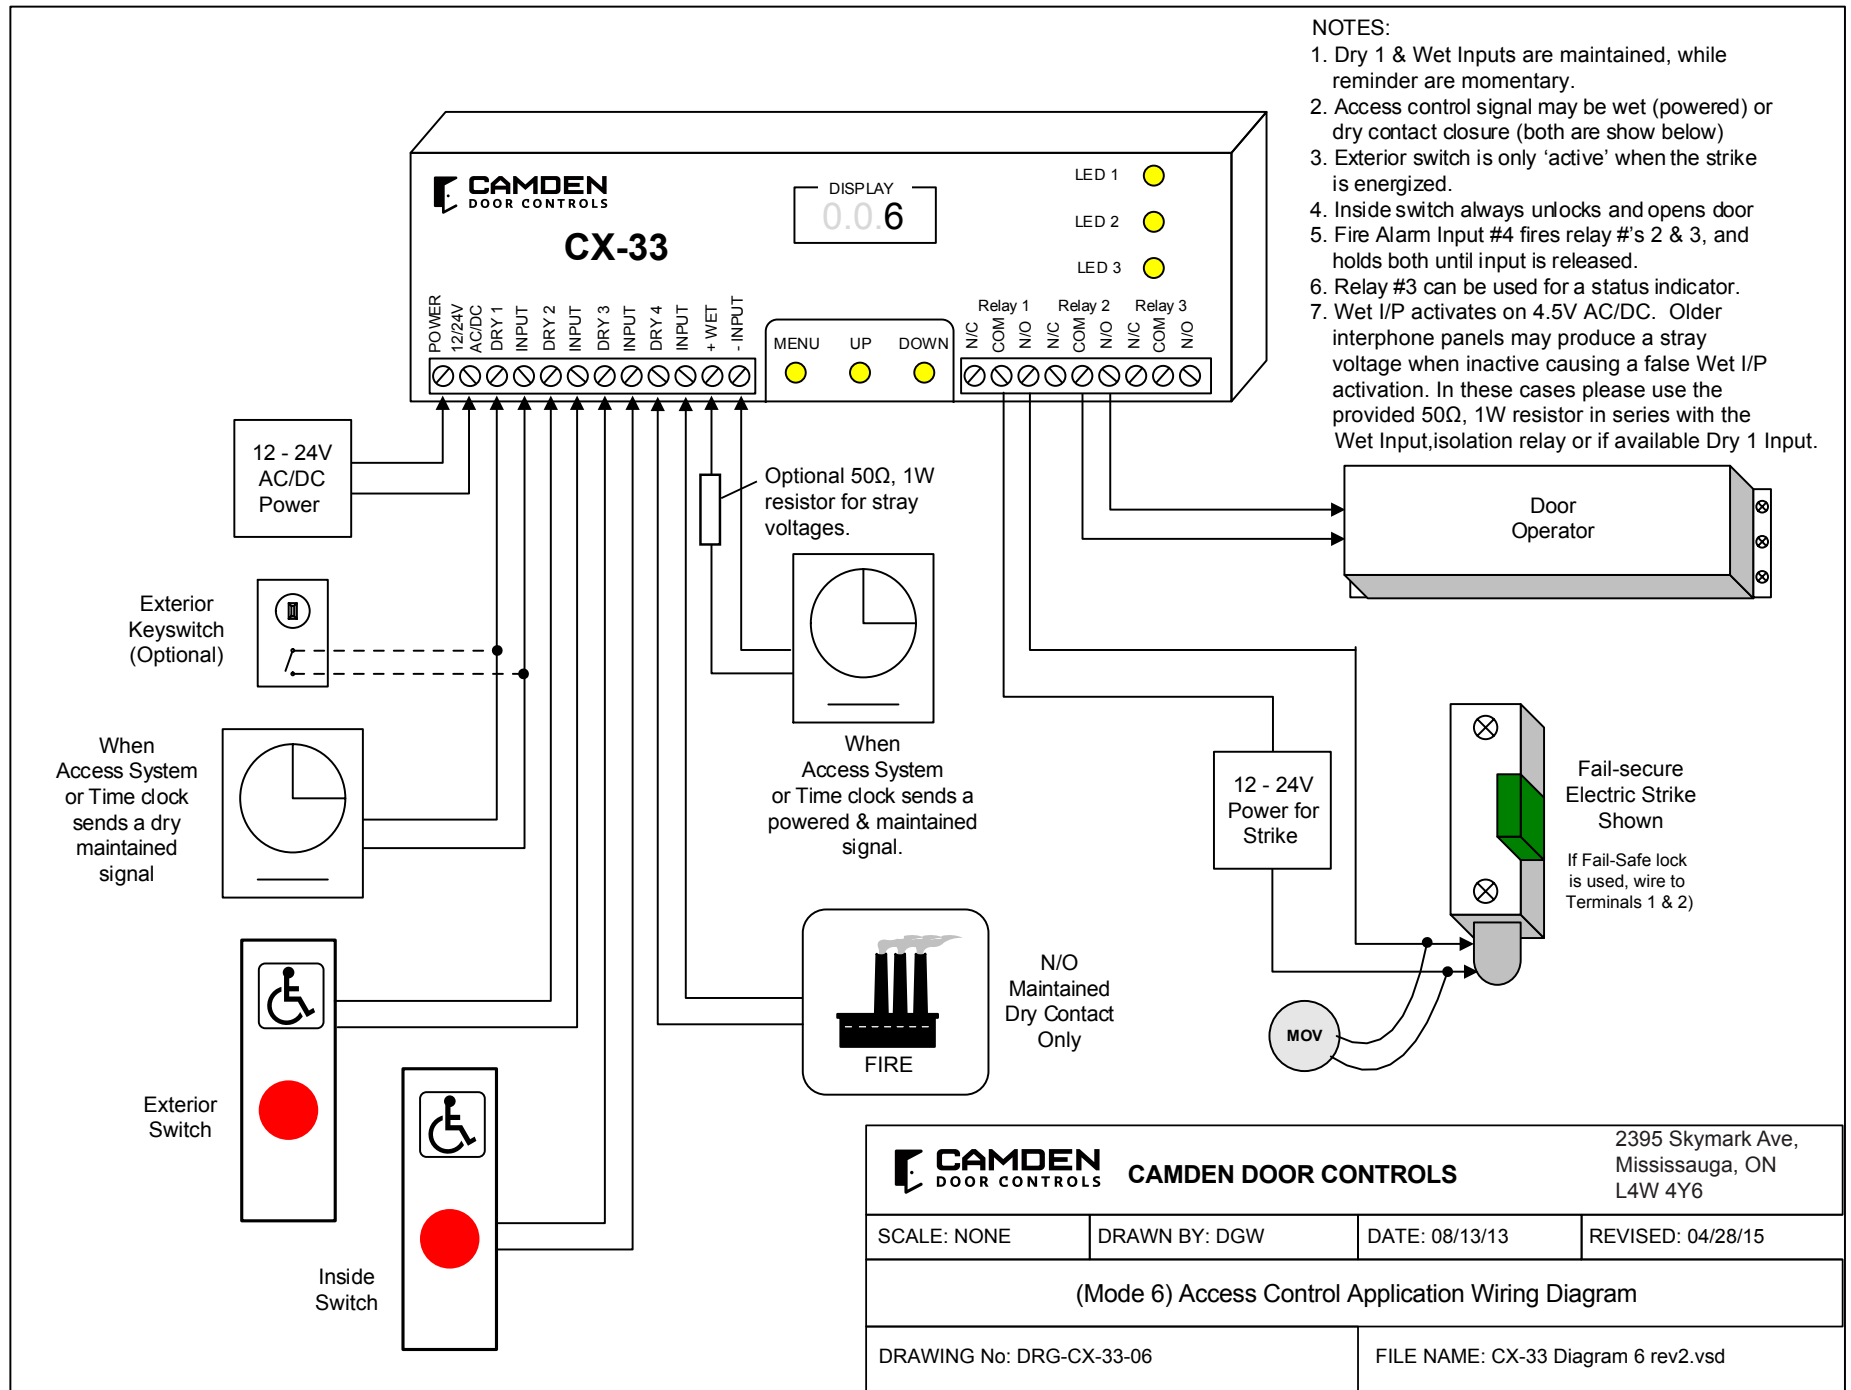 NOTES:
1. Dry 1 & Wet Inputs are maintained, while
reminder are momentary.
2. Access control signal may be wet (powered) or
dry contact closure (both are show below)
3. Exterior switch is only ‘active’ when the strike
is energized.
4. Inside switch always unlocks and opens door
5. Fire Alarm Input #4 fires relay #’s 2 & 3, and
holds both until input is released.
6. Relay #3 can be used for a status indicator.
7. Wet I/P activates on 4.5V AC/DC. Older
interphone panels may produce a stray
voltage when inactive causing a false Wet I/P
activation. In these cases please use the
provided 50Ω, 1W resistor in series with the
Wet Input,isolation relay or if available Dry 1 Input.
CAMDEN
DOOR CONTROLS
CX-33
DISPLAY
0.0.6
LED 1
LED 2
LED 3
POWER
12/24V
AC/DC
DRY 1
INPUT
DRY 2
INPUT
DRY 3
INPUT
DRY 4
INPUT
+ WET
- INPUT
MENU
UP
DOWN
Relay 1
Relay 2
Relay 3
N/C
COM
N/O
N/C
COM
N/O
N/C
COM
N/O
12 - 24V
AC/DC
Power
Optional 50Ω, 1W
resistor for stray
voltages.
Door
Operator
Exterior
Keyswitch
(Optional)
When
Access System
or Time clock
sends a dry
maintained
signal
When
Access System
or Time clock sends a
powered & maintained
signal.
12 - 24V
Power for
Strike
Fail-secure
Electric Strike
Shown
If Fail-Safe lock
is used, wire to
Terminals 1 & 2)
FIRE
N/O
Maintained
Dry Contact
Only
MOV
Exterior
Switch
Inside
Switch
CAMDEN
DOOR CONTROLS
CAMDEN DOOR CONTROLS
2395 Skymark Ave,
Mississauga, ON
L4W 4Y6
SCALE: NONE
DRAWN BY: DGW
DATE: 08/13/13
REVISED: 04/28/15
(Mode 6) Access Control Application Wiring Diagram
DRAWING No: DRG-CX-33-06
FILE NAME: CX-33 Diagram 6 rev2.vsd